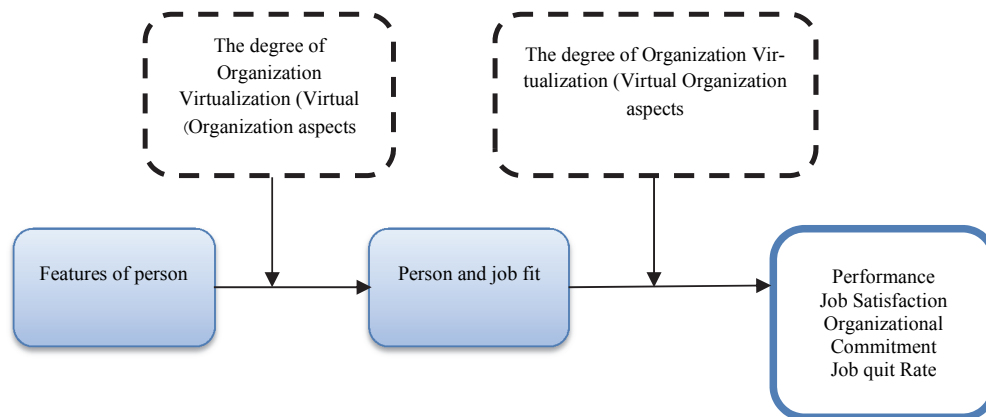 The degree of
Organization
Virtualization (Virtual
(Organization aspects
The degree of Organization Vir-
tualization (Virtual Organization
aspects
Features of person
Person and job fit
Performance
Job Satisfaction
Organizational
Commitment
Job quit Rate